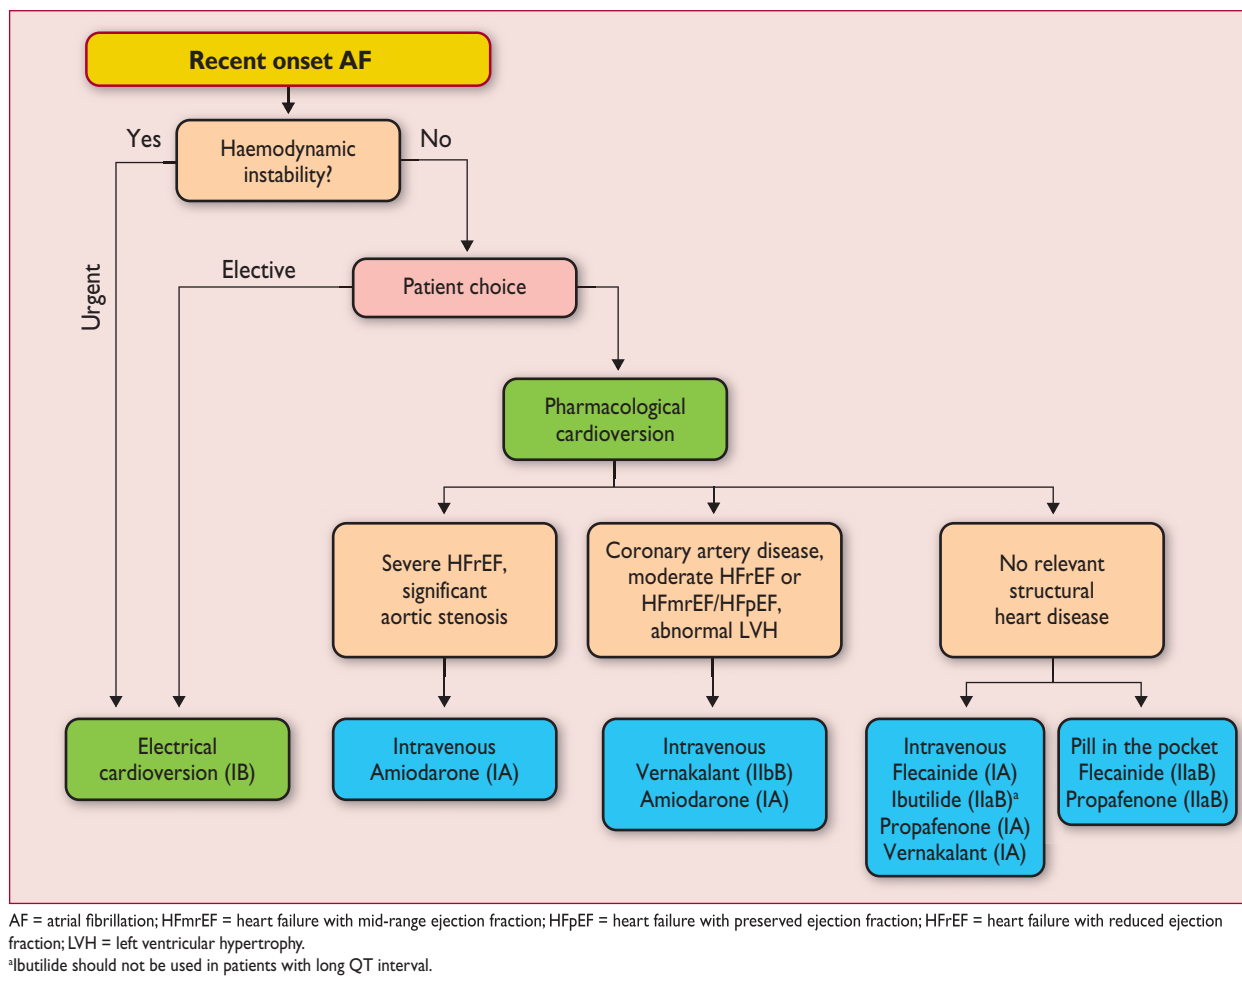 Recent onset AF
Yes
Haemodynamic
instability?
No
Urgent
Elective
Patient choice
Pharmacological
cardioversion
Severe HFrEF,
significant
aortic stenosis
Coronary artery disease,
moderate HFrEF or
HFmrEF/HFpEF,
abnormal LVH
No relevant
structural
heart disease
Electrical
cardioversion (IB)
Intravenous
Amiodarone (IA)
Intravenous
Vernakalant (IIbB)
Amiodarone (IA)
Intravenous
Flecainide (IA)
Ibutilide (IIaB)ᵃ
Propafenone (IA)
Vernakalant (IA)
Pill in the pocket
Flecainide (IIaB)
Propafenone (IIaB)
AF = atrial fibrillation; HFmrEF = heart failure with mid-range ejection fraction; HFpEF = heart failure with preserved ejection fraction; HFrEF = heart failure with reduced ejection
fraction; LVH = left ventricular hypertrophy.
ᵃIbutilide should not be used in patients with long QT interval.